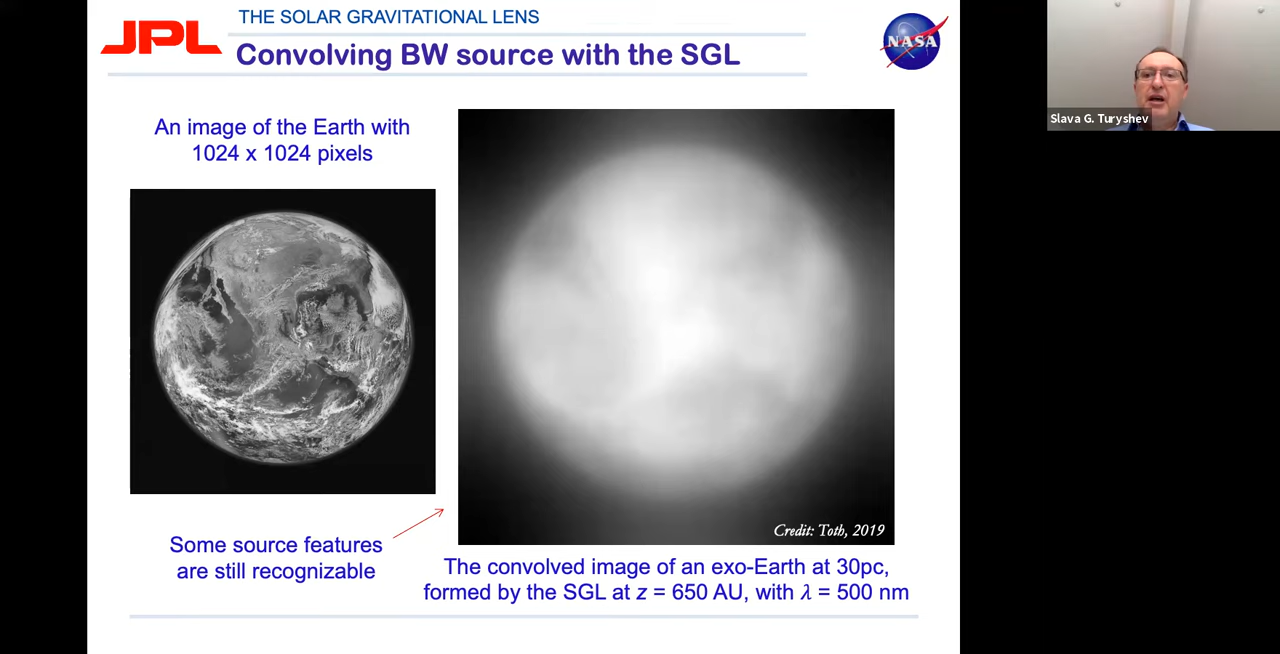 THE SOLAR GRAVITATIONAL LENS
JPL
Convolving BW source with the SGL
NASA
Slava G. Turyshev
An image of the Earth with
1024 x 1024 pixels
Credit: Toth, 2019
Some source features
are still recognizable
The convolved image of an exo-Earth at 30pc,
formed by the SGL at z = 650 AU, with λ = 500 nm